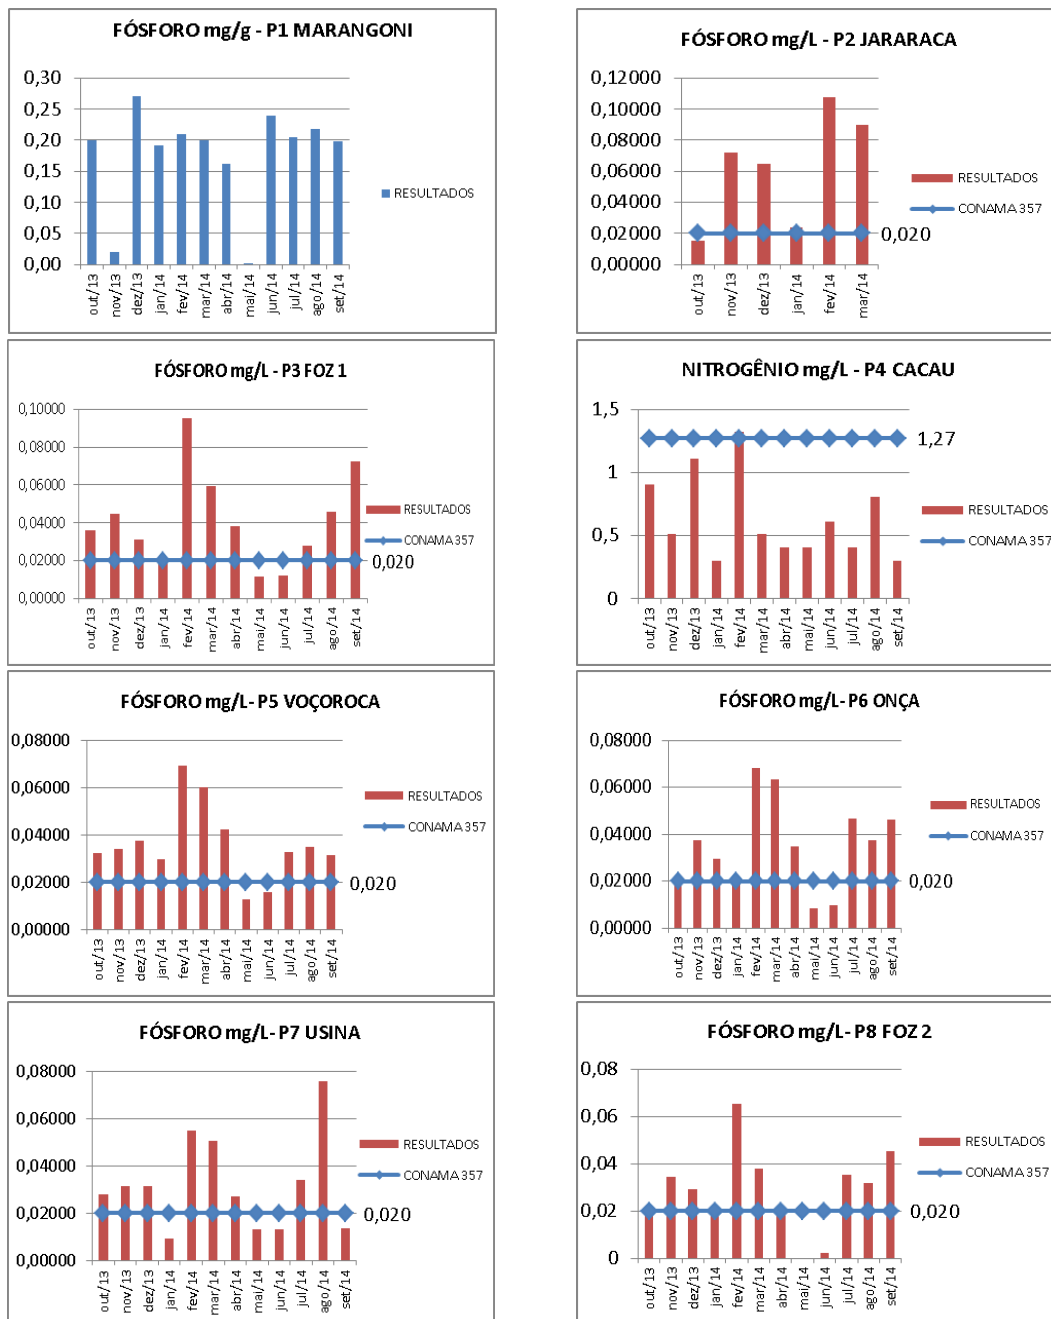 FÓSFORO mg/g - P1 MARANGONI
0,30
0,25
0,20
0,15
0,10
0,05
0,00
out/13
nov/13
dez/13
jan/14
fev/14
mar/14
abr/14
mai/14
jun/14
jul/14
ago/14
set/14
RESULTADOS
FÓSFORO mg/L - P2 JARARACA
0,12000
0,10000
0,08000
0,06000
0,04000
0,02000
0,00000
out/13
nov/13
dez/13
jan/14
fev/14
mar/14
RESULTADOS
CONAMA 357
0,020
FÓSFORO mg/L - P3 FOZ 1
0,10000
0,08000
0,06000
0,04000
0,02000
0,00000
out/13
nov/13
dez/13
jan/14
fev/14
mar/14
abr/14
mai/14
jun/14
jul/14
ago/14
set/14
RESULTADOS
CONAMA 357
0,020
NITROGÊNIO mg/L - P4 CACAU
1,5
1
0,5
0
out/13
nov/13
dez/13
jan/14
fev/14
mar/14
abr/14
mai/14
jun/14
jul/14
ago/14
set/14
1,27
RESULTADOS
CONAMA 357
FÓSFORO mg/L- P5 VOÇOROCA
0,08000
0,06000
0,04000
0,02000
0,00000
out/13
nov/13
dez/13
jan/14
fev/14
mar/14
abr/14
mai/14
jun/14
jul/14
ago/14
set/14
RESULTADOS
CONAMA 357
0,020
FÓSFORO mg/L- P6 ONÇA
0,08000
0,06000
0,04000
0,02000
0,00000
out/13
nov/13
dez/13
jan/14
fev/14
mar/14
abr/14
mai/14
jun/14
jul/14
ago/14
set/14
RESULTADOS
CONAMA 357
0,020
FÓSFORO mg/L- P7 USINA
0,08000
0,06000
0,04000
0,02000
0,00000
out/13
nov/13
dez/13
jan/14
fev/14
mar/14
abr/14
mai/14
jun/14
jul/14
ago/14
set/14
RESULTADOS
CONAMA 357
0,020
FÓSFORO mg/L- P8 FOZ 2
0,08
0,06
0,04
0,02
0
out/13
nov/13
dez/13
jan/14
fev/14
mar/14
abr/14
mai/14
jun/14
jul/14
ago/14
set/14
RESULTADOS
CONAMA 357
0,020